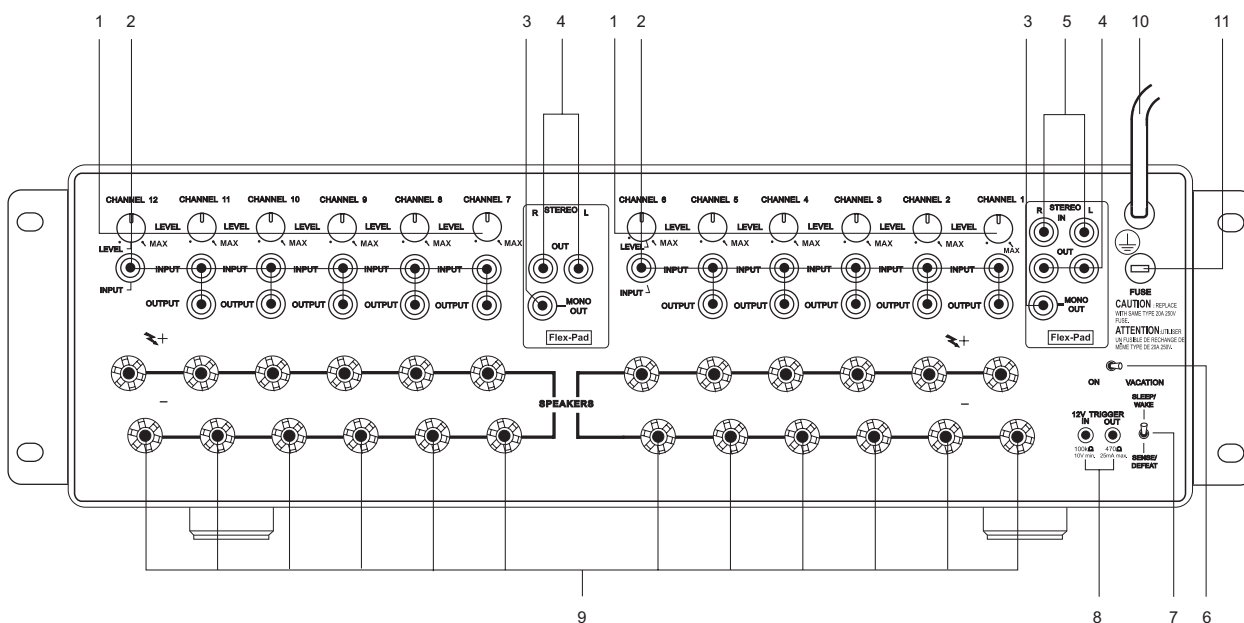 1 2 3 4 1 2 3 5 4 10 11
CHANNEL 12 CHANNEL 11 CHANNEL 10 CHANNEL 9 CHANNEL 8 CHANNEL 7
LEVEL LEVEL LEVEL LEVEL LEVEL
MAX MAX MAX MAX MAX MAX
LEVEL
INPUT INPUT INPUT INPUT INPUT
INPUT
OUTPUT OUTPUT OUTPUT OUTPUT OUTPUT
R STEREO L
OUT
MONO
OUT
Flex-Pad
CHANNEL 6 CHANNEL 5 CHANNEL 4 CHANNEL 3 CHANNEL 2 CHANNEL 1
LEVEL LEVEL LEVEL LEVEL LEVEL
MAX MAX MAX MAX MAX MAX
LEVEL
INPUT INPUT INPUT INPUT INPUT
INPUT
OUTPUT OUTPUT OUTPUT OUTPUT OUTPUT
R STEREO L
IN
OUT
MONO
OUT
Flex-Pad
FUSE
CAUTION : REPLACE
WITH SAME TYPE 20A 250V
FUSE.
ATTENTION:UTILISER
UN FUSIBLE DE RECHANGE DE
MÊME TYPE DE 20A 250V.
+ +
- -
SPEAKERS
ON VACATION
SLEEP/
WAKE
12V TRIGGER
IN OUT
100kΩ 470Ω
10V min. 25mA max.
SENSE/
DEFEAT
9 8 7 6